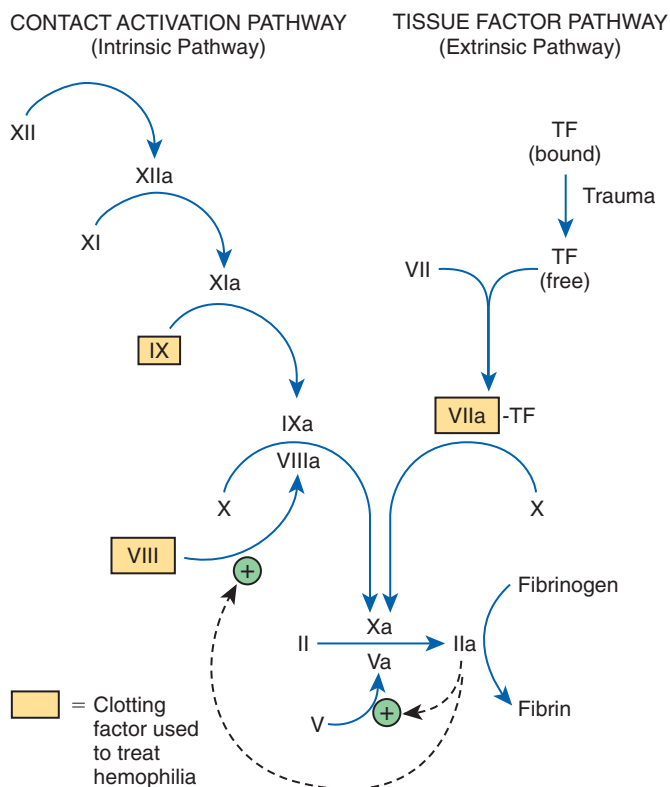 CONTACT ACTIVATION PATHWAY
(Intrinsic Pathway)
TISSUE FACTOR PATHWAY
(Extrinsic Pathway)
XII
XIIa
XI
XIa
IX
IXa
VIIIa
X
VIII
+
TF
(bound)
Trauma
VII
TF
(free)
VIIa -TF
X
Fibrinogen
Xa
II
IIa
Va
V
+
Fibrin
= Clotting
factor used
to treat
hemophilia